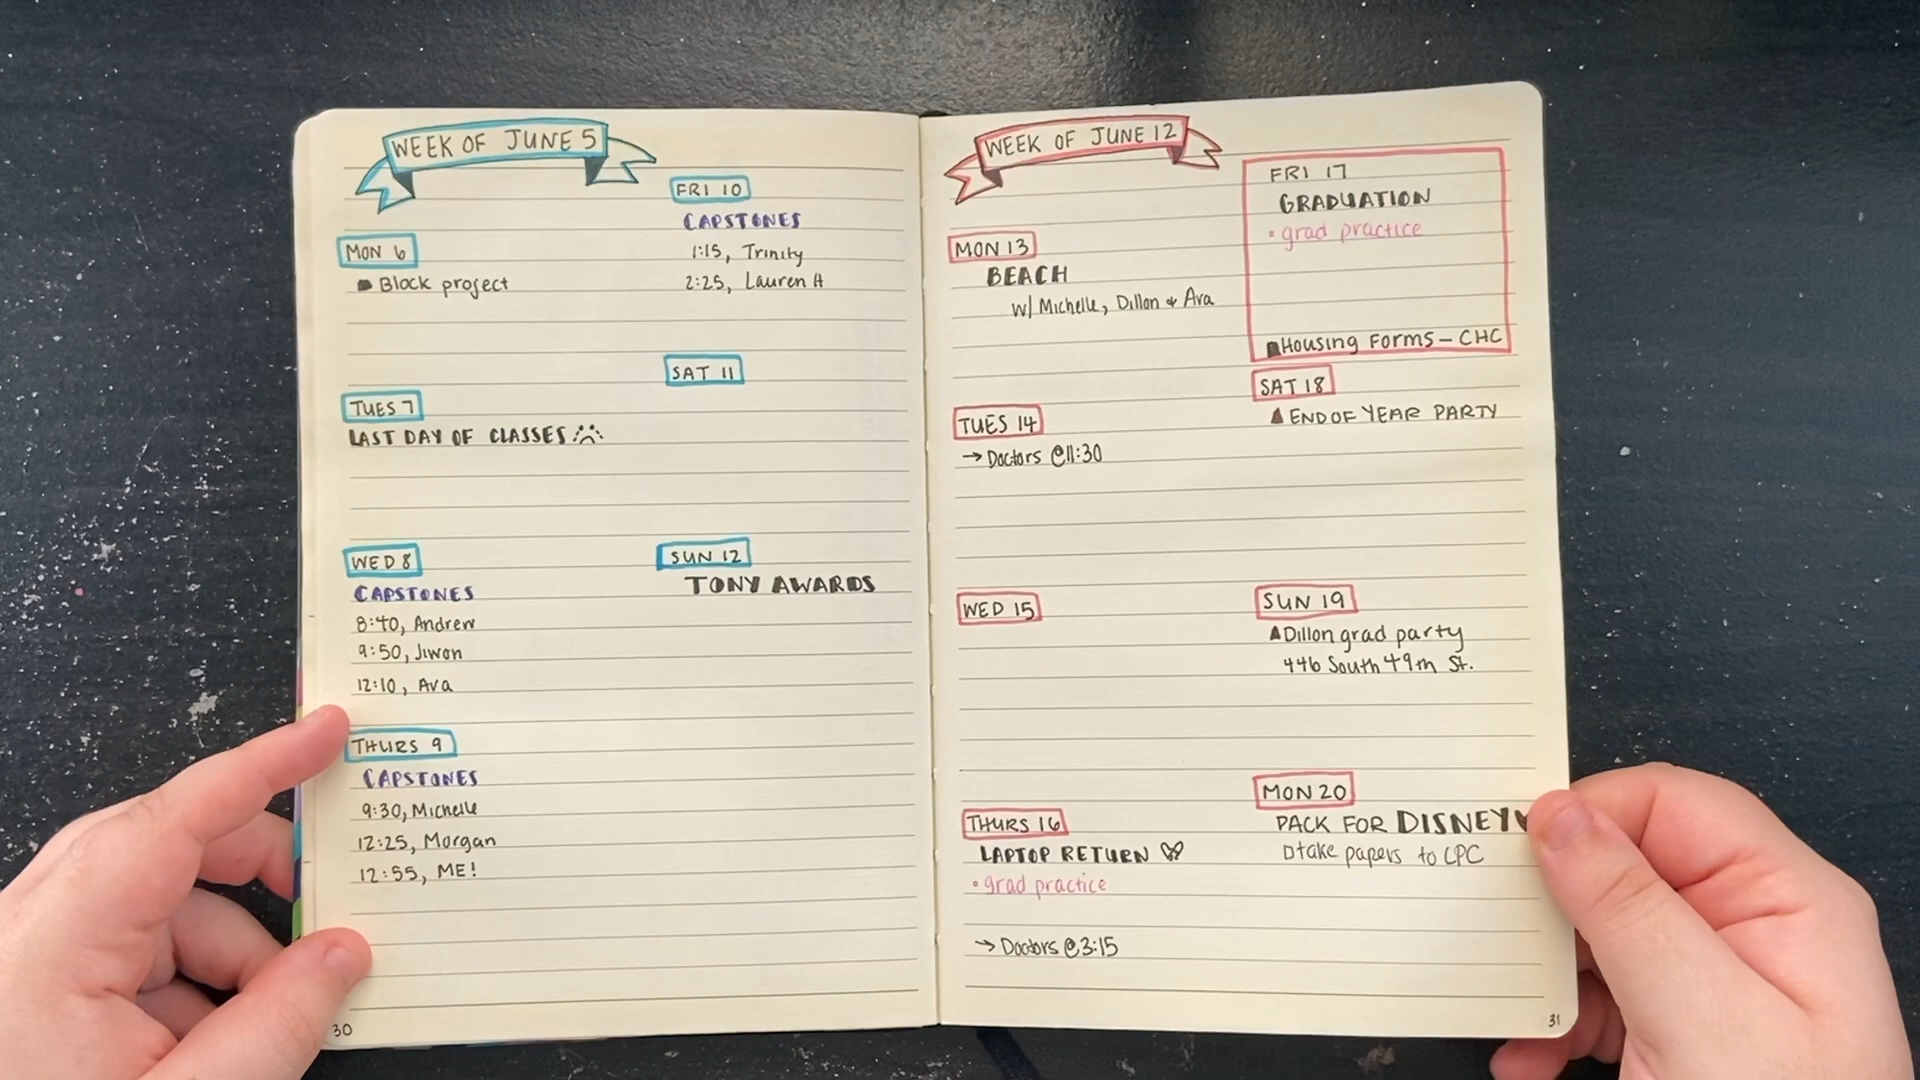 WEEK OF JUNE 5
MON 6
Block project
TUES 7
LAST DAY OF CLASSES
WED 8
CAPSTONES
8:40, Andrew
9:50, Jiwon
12:10, Ava
THURS 9
CAPSTONES
9:30, Michelle
12:25, Morgan
12:55, ME!
FRI 10
CAPSTONES
1:15, Trinity
2:25, Lauren H
SAT 11
SUN 12
TONY AWARDS
30
WEEK OF JUNE 12
MON 13
BEACH
w/ Michelle, Dillon + Ava
TUES 14
→ Doctors @11:30
WED 15
THURS 16
LAPTOP RETURN ♡
• grad practice
→ Doctors @3:15
FRI 17
GRADUATION
• grad practice
Housing Forms – CHC
SAT 18
▲ END OF YEAR PARTY
SUN 19
▲ Dillon grad party
446 South 49th St.
MON 20
PACK FOR DISNEY ♥
□ take papers to CPC
31